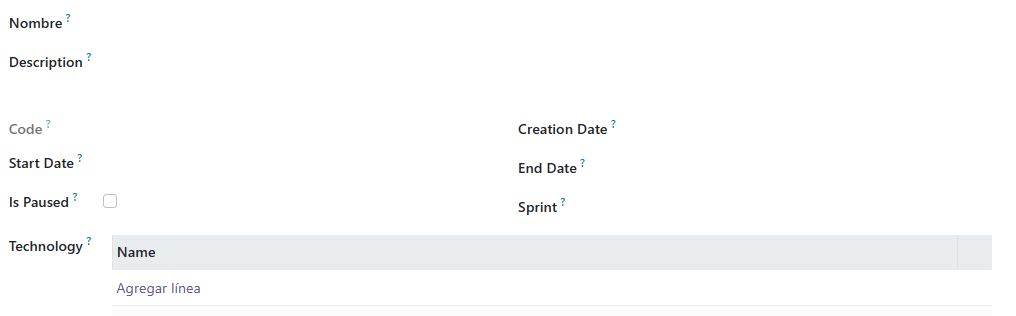 Nombre ?
Description ?
Code ?
Creation Date ?
Start Date ?
End Date ?
Is Paused ?
Sprint ?
Technology ?
Name
Agregar línea